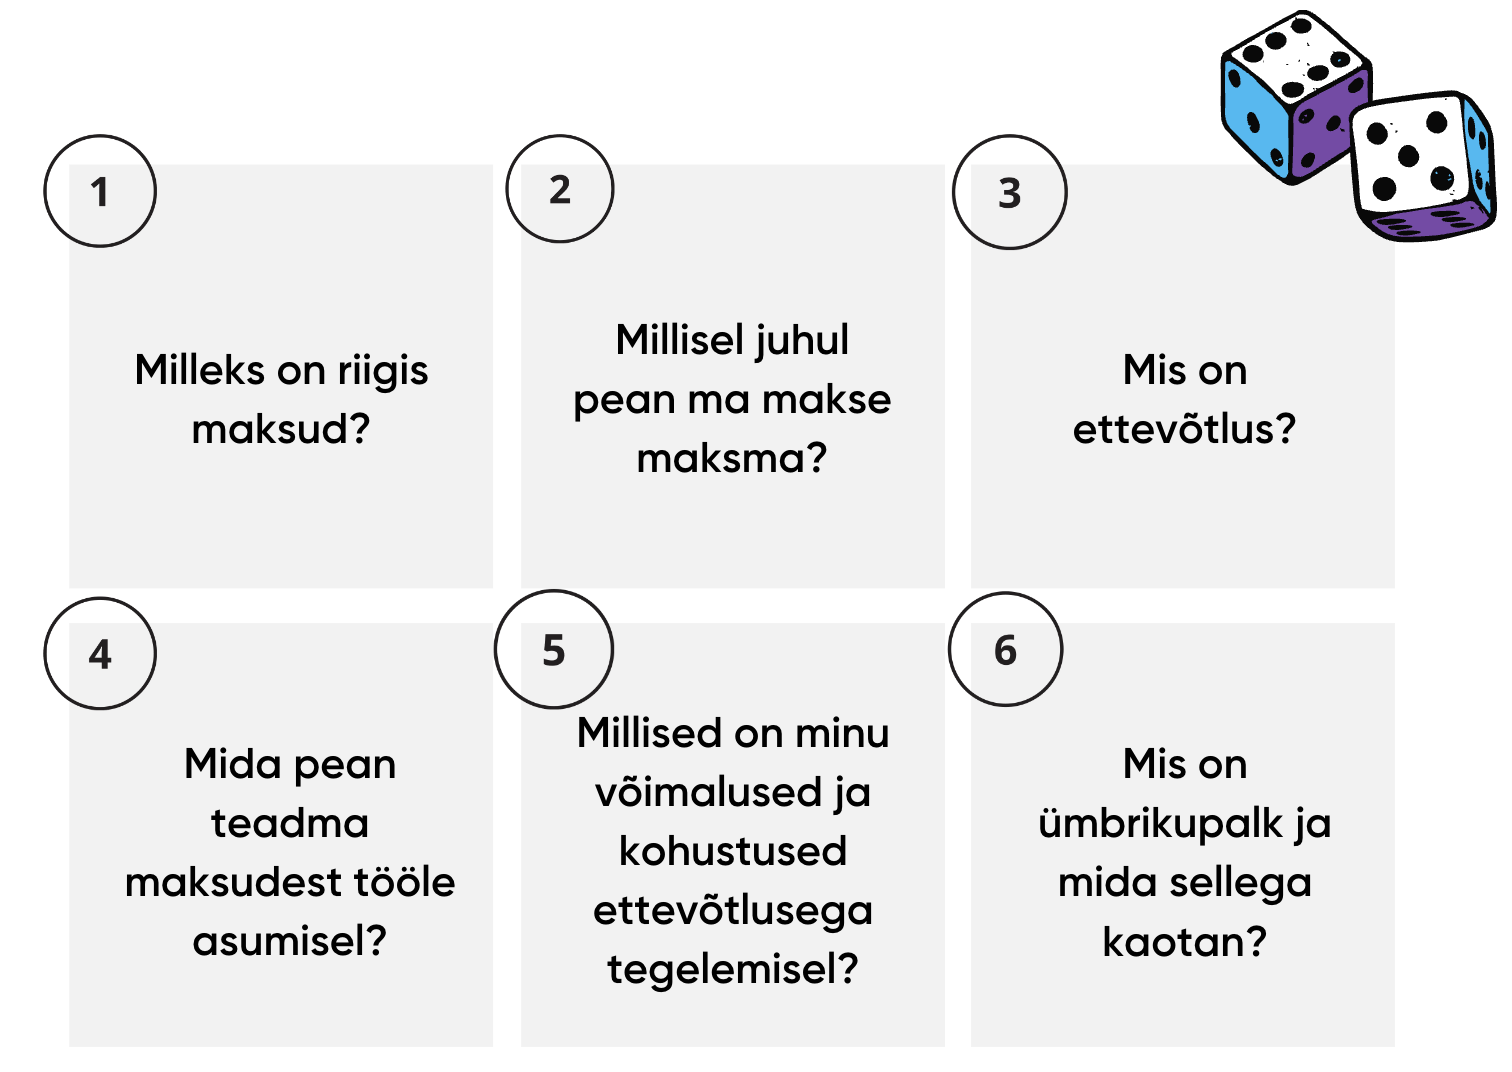 1
Milleks on riigis
maksud?
2
Millisel juhul
pean ma makse
maksma?
3
Mis on
ettevõtlus?
4
Mida pean
teadma
maksudest tööle
asumisel?
5
Millised on minu
võimalused ja
kohustused
ettevõtlusega
tegelemisel?
6
Mis on
ümbrikupalk ja
mida sellega
kaotan?